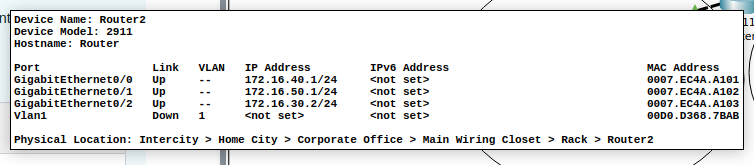 Device Name: Router2
Device Model: 2911
Hostname: Router
Port Link VLAN IP Address IPv6 Address MAC Address
GigabitEthernet0/0 Up -- 172.16.40.1/24 <not set> 0007.EC4A.A101
GigabitEthernet0/1 Up -- 172.16.50.1/24 <not set> 0007.EC4A.A102
GigabitEthernet0/2 Up -- 172.16.30.2/24 <not set> 0007.EC4A.A103
Vlan1 Down 1 <not set> <not set> 00D0.D368.7BAB
Physical Location: Intercity > Home City > Corporate Office > Main Wiring Closet > Rack > Router2